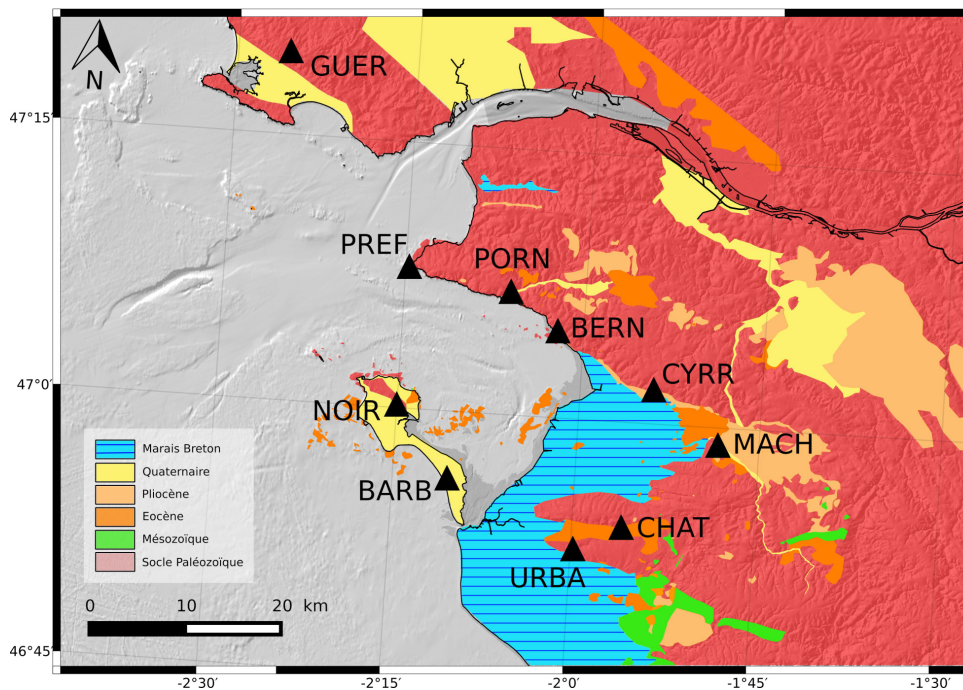 GUER
N
47°15′
PREF
PORN
BERN
47°0′
CYRR
NOIR
MACH
BARB
CHAT
URBA
Marais Breton
Quaternaire
Pliocène
Eocène
Mésozoïque
Socle Paléozoïque
0 10 20 km
46°45′
-2°30′ -2°15′ -2°0′ -1°45′ -1°30′